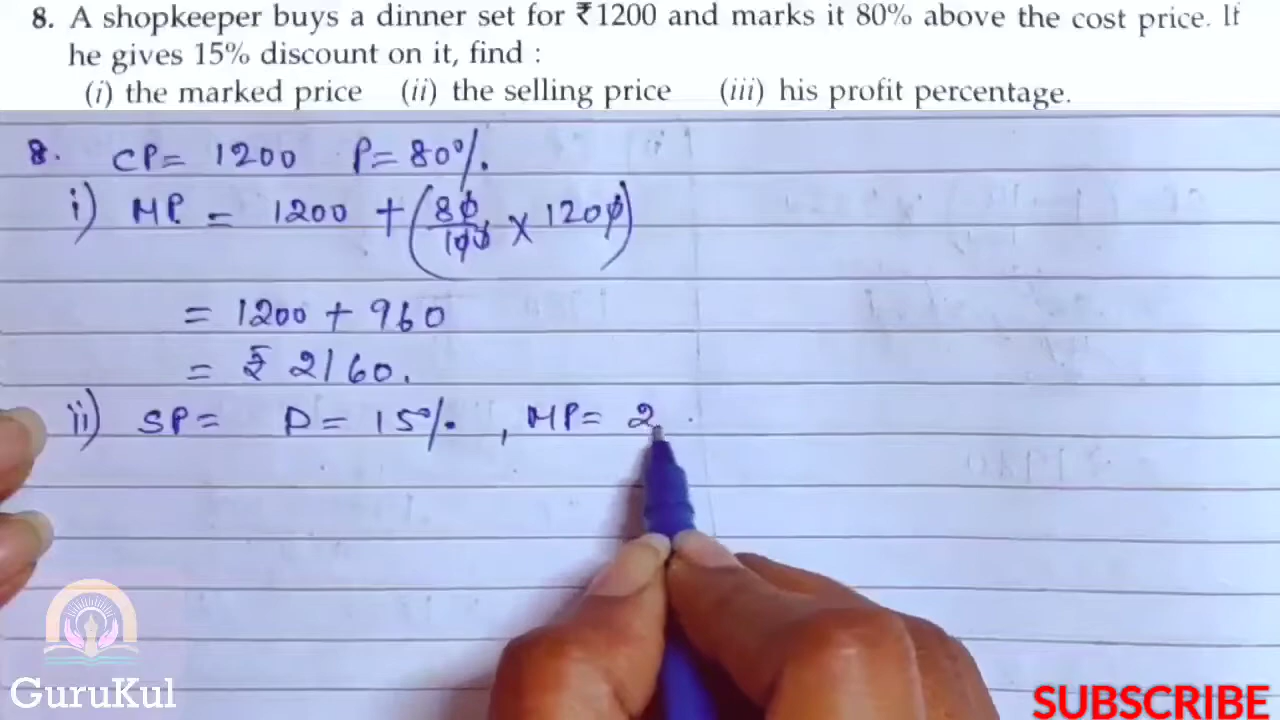 8. A shopkeeper buys a dinner set for ₹1200 and marks it 80% above the cost price. If
he gives 15% discount on it, find :
(i) the marked price (ii) the selling price (iii) his profit percentage.
8. CP= 1200 P= 80%.
i) MP = 1200 + (80/100 × 1200)
= 1200 + 960
= ₹ 2160.
ii) SP= D= 15%, MP= 2
GuruKul
SUBSCRIBE